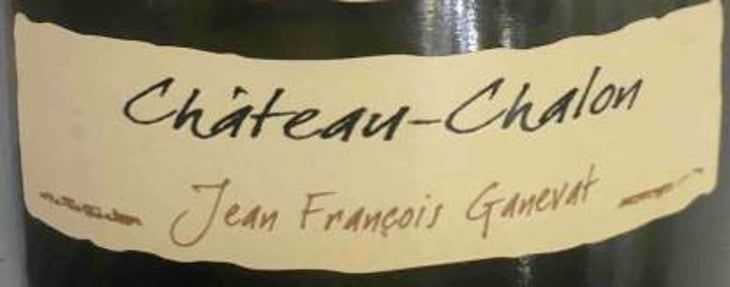 Château-Chalon
Jean François Ganevat